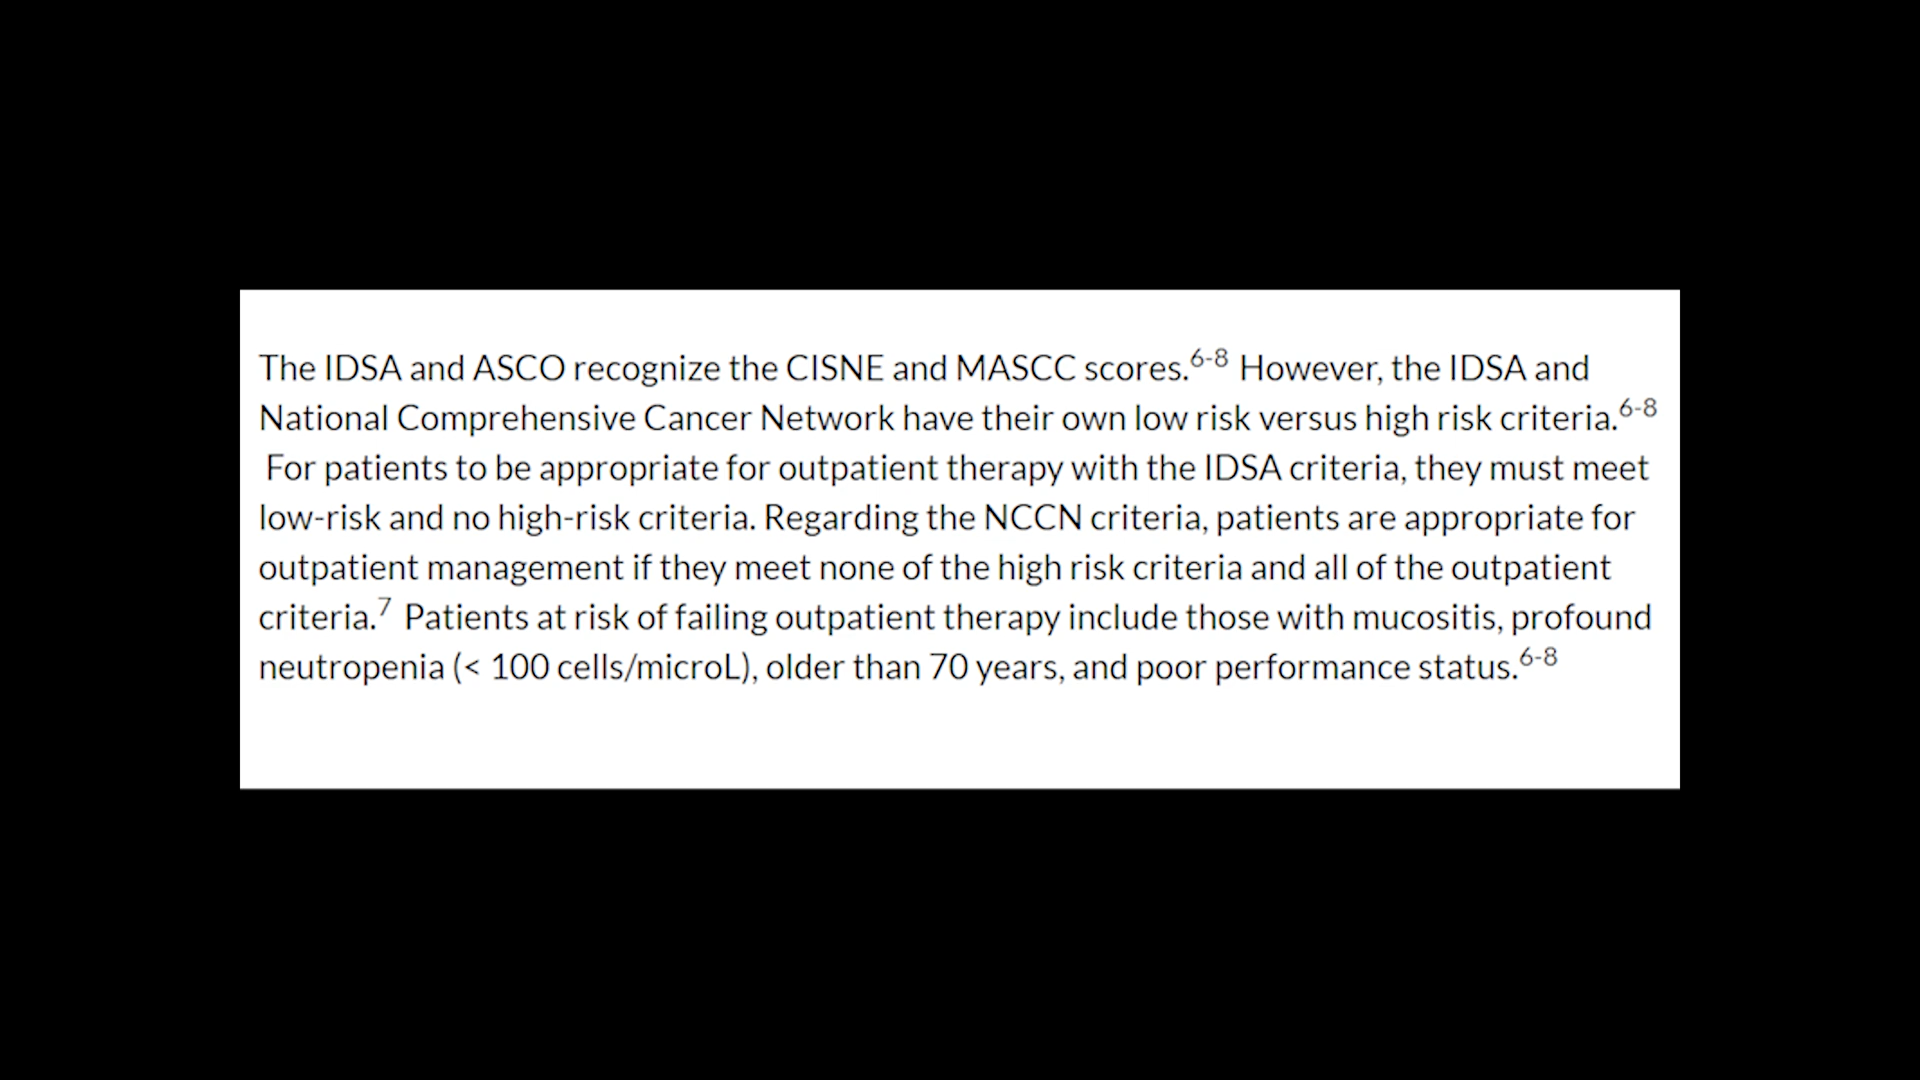 The IDSA and ASCO recognize the CISNE and MASCC scores.6-8 However, the IDSA and
National Comprehensive Cancer Network have their own low risk versus high risk criteria.6-8
For patients to be appropriate for outpatient therapy with the IDSA criteria, they must meet
low-risk and no high-risk criteria. Regarding the NCCN criteria, patients are appropriate for
outpatient management if they meet none of the high risk criteria and all of the outpatient
criteria.7 Patients at risk of failing outpatient therapy include those with mucositis, profound
neutropenia (< 100 cells/microL), older than 70 years, and poor performance status.6-8